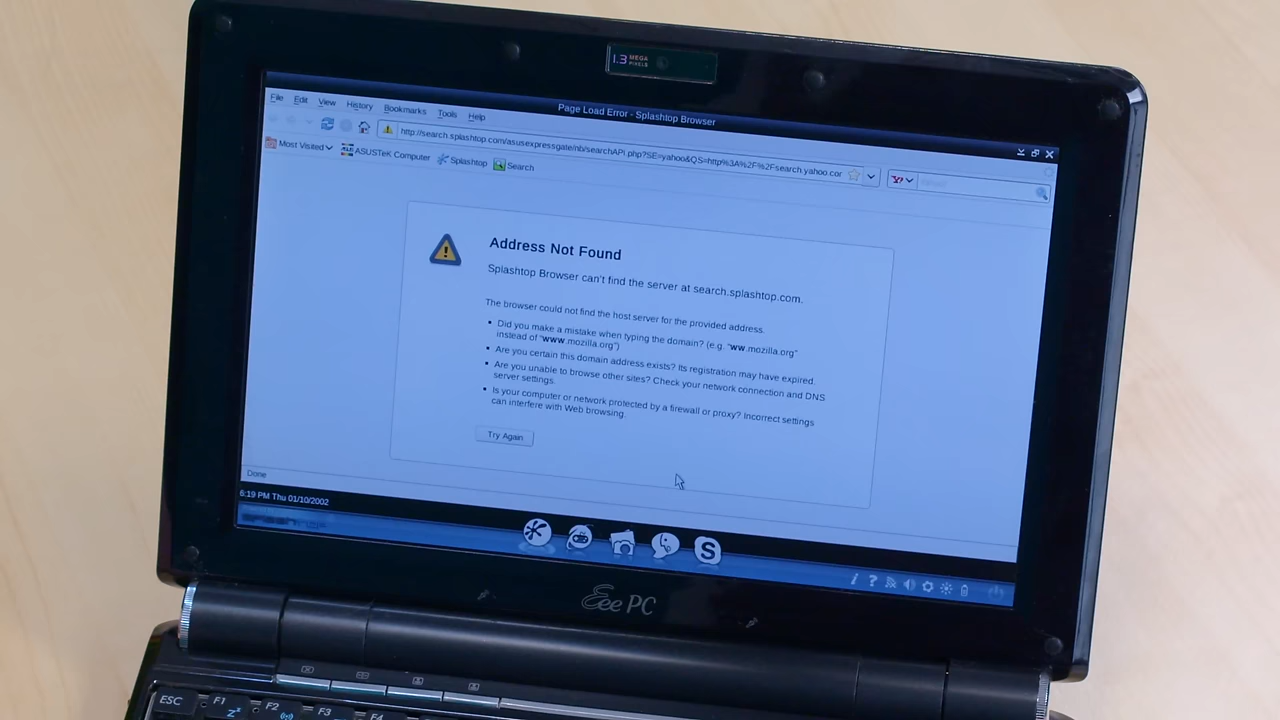 1.3 MEGA PIXELS
Page Load Error - Splashtop Browser
File Edit View History Bookmarks Tools Help
http://search.splashtop.com/asusexpressgate/nb/searchAPI.php?SE=yahoo&QS=http%3A%2F%2Fsearch.yahoo.cor
Most Visited ASUSTeK Computer Splashtop Search
Address Not Found
Splashtop Browser can't find the server at search.splashtop.com.
The browser could not find the host server for the provided address.
Did you make a mistake when typing the domain? (e.g. "ww.mozilla.org"
instead of "www.mozilla.org")
Are you certain this domain address exists? Its registration may have expired.
Are you unable to browse other sites? Check your network connection and DNS
server settings.
Is your computer or network protected by a firewall or proxy? Incorrect settings
can interfere with Web browsing.
Try Again
Done
6:19 PM Thu 01/10/2002
Eee PC
ESC F1 F2 F3 F4